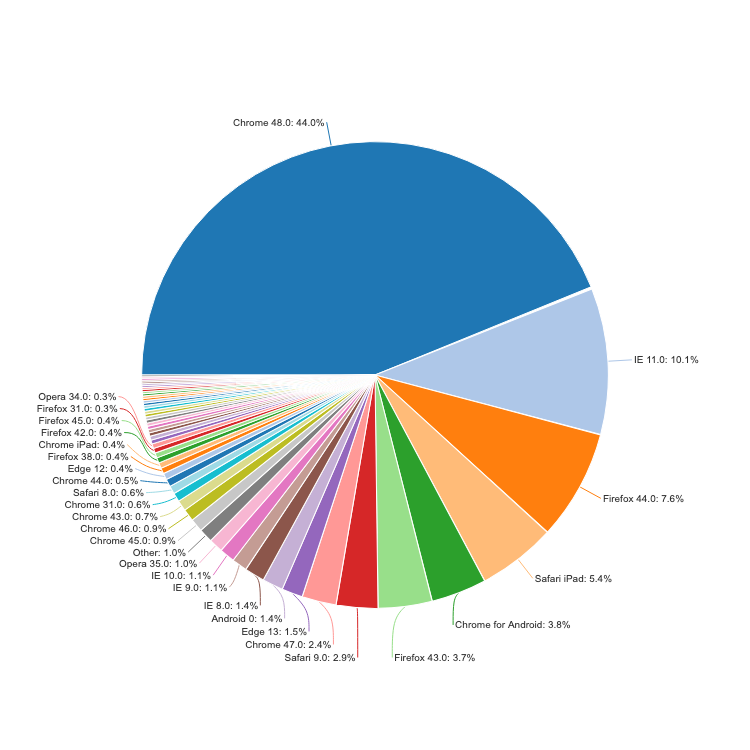 Chrome 48.0: 44.0%
IE 11.0: 10.1%
Firefox 44.0: 7.6%
Safari iPad: 5.4%
Chrome for Android: 3.8%
Firefox 43.0: 3.7%
Safari 9.0: 2.9%
Chrome 47.0: 2.4%
Edge 13: 1.5%
Android 0: 1.4%
IE 8.0: 1.4%
IE 9.0: 1.1%
IE 10.0: 1.1%
Opera 35.0: 1.0%
Other: 1.0%
Chrome 45.0: 0.9%
Chrome 46.0: 0.9%
Chrome 43.0: 0.7%
Chrome 31.0: 0.6%
Safari 8.0: 0.6%
Chrome 44.0: 0.5%
Edge 12: 0.4%
Firefox 38.0: 0.4%
Chrome iPad: 0.4%
Firefox 42.0: 0.4%
Firefox 45.0: 0.4%
Firefox 31.0: 0.3%
Opera 34.0: 0.3%